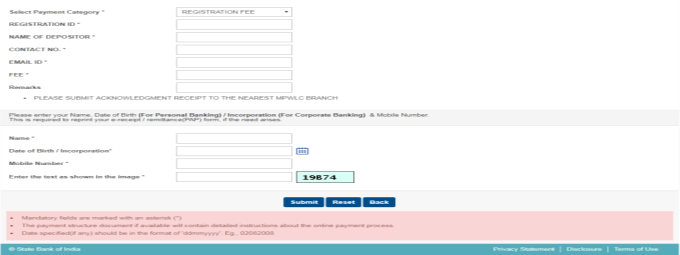 Select Payment Category * REGISTRATION FEE
REGISTRATION ID *
NAME OF DEPOSITOR *
CONTACT NO. *
EMAIL ID *
FEE *
Remarks
• PLEASE SUBMIT ACKNOWLEDGMENT RECEIPT TO THE NEAREST MPWLC BRANCH
Please enter your Name, Date of Birth (For Personal Banking) / Incorporation (For Corporate Banking) & Mobile Number
This is required to reprint your e-receipt / remittance(PAP) form, if the need arises.
Name *
Date of Birth / Incorporation*
Mobile Number *
Enter the text as shown in the image * 19B74
Submit Reset Back
• Mandatory fields are marked with an asterisk (*)
• The payment structure document if available will contain detailed instructions about the online payment process.
• Date specified(if any) should be in the format of 'ddmmyyyy'. Eg., 02082008
© State Bank of India Privacy Statement | Disclosure | Terms of Use